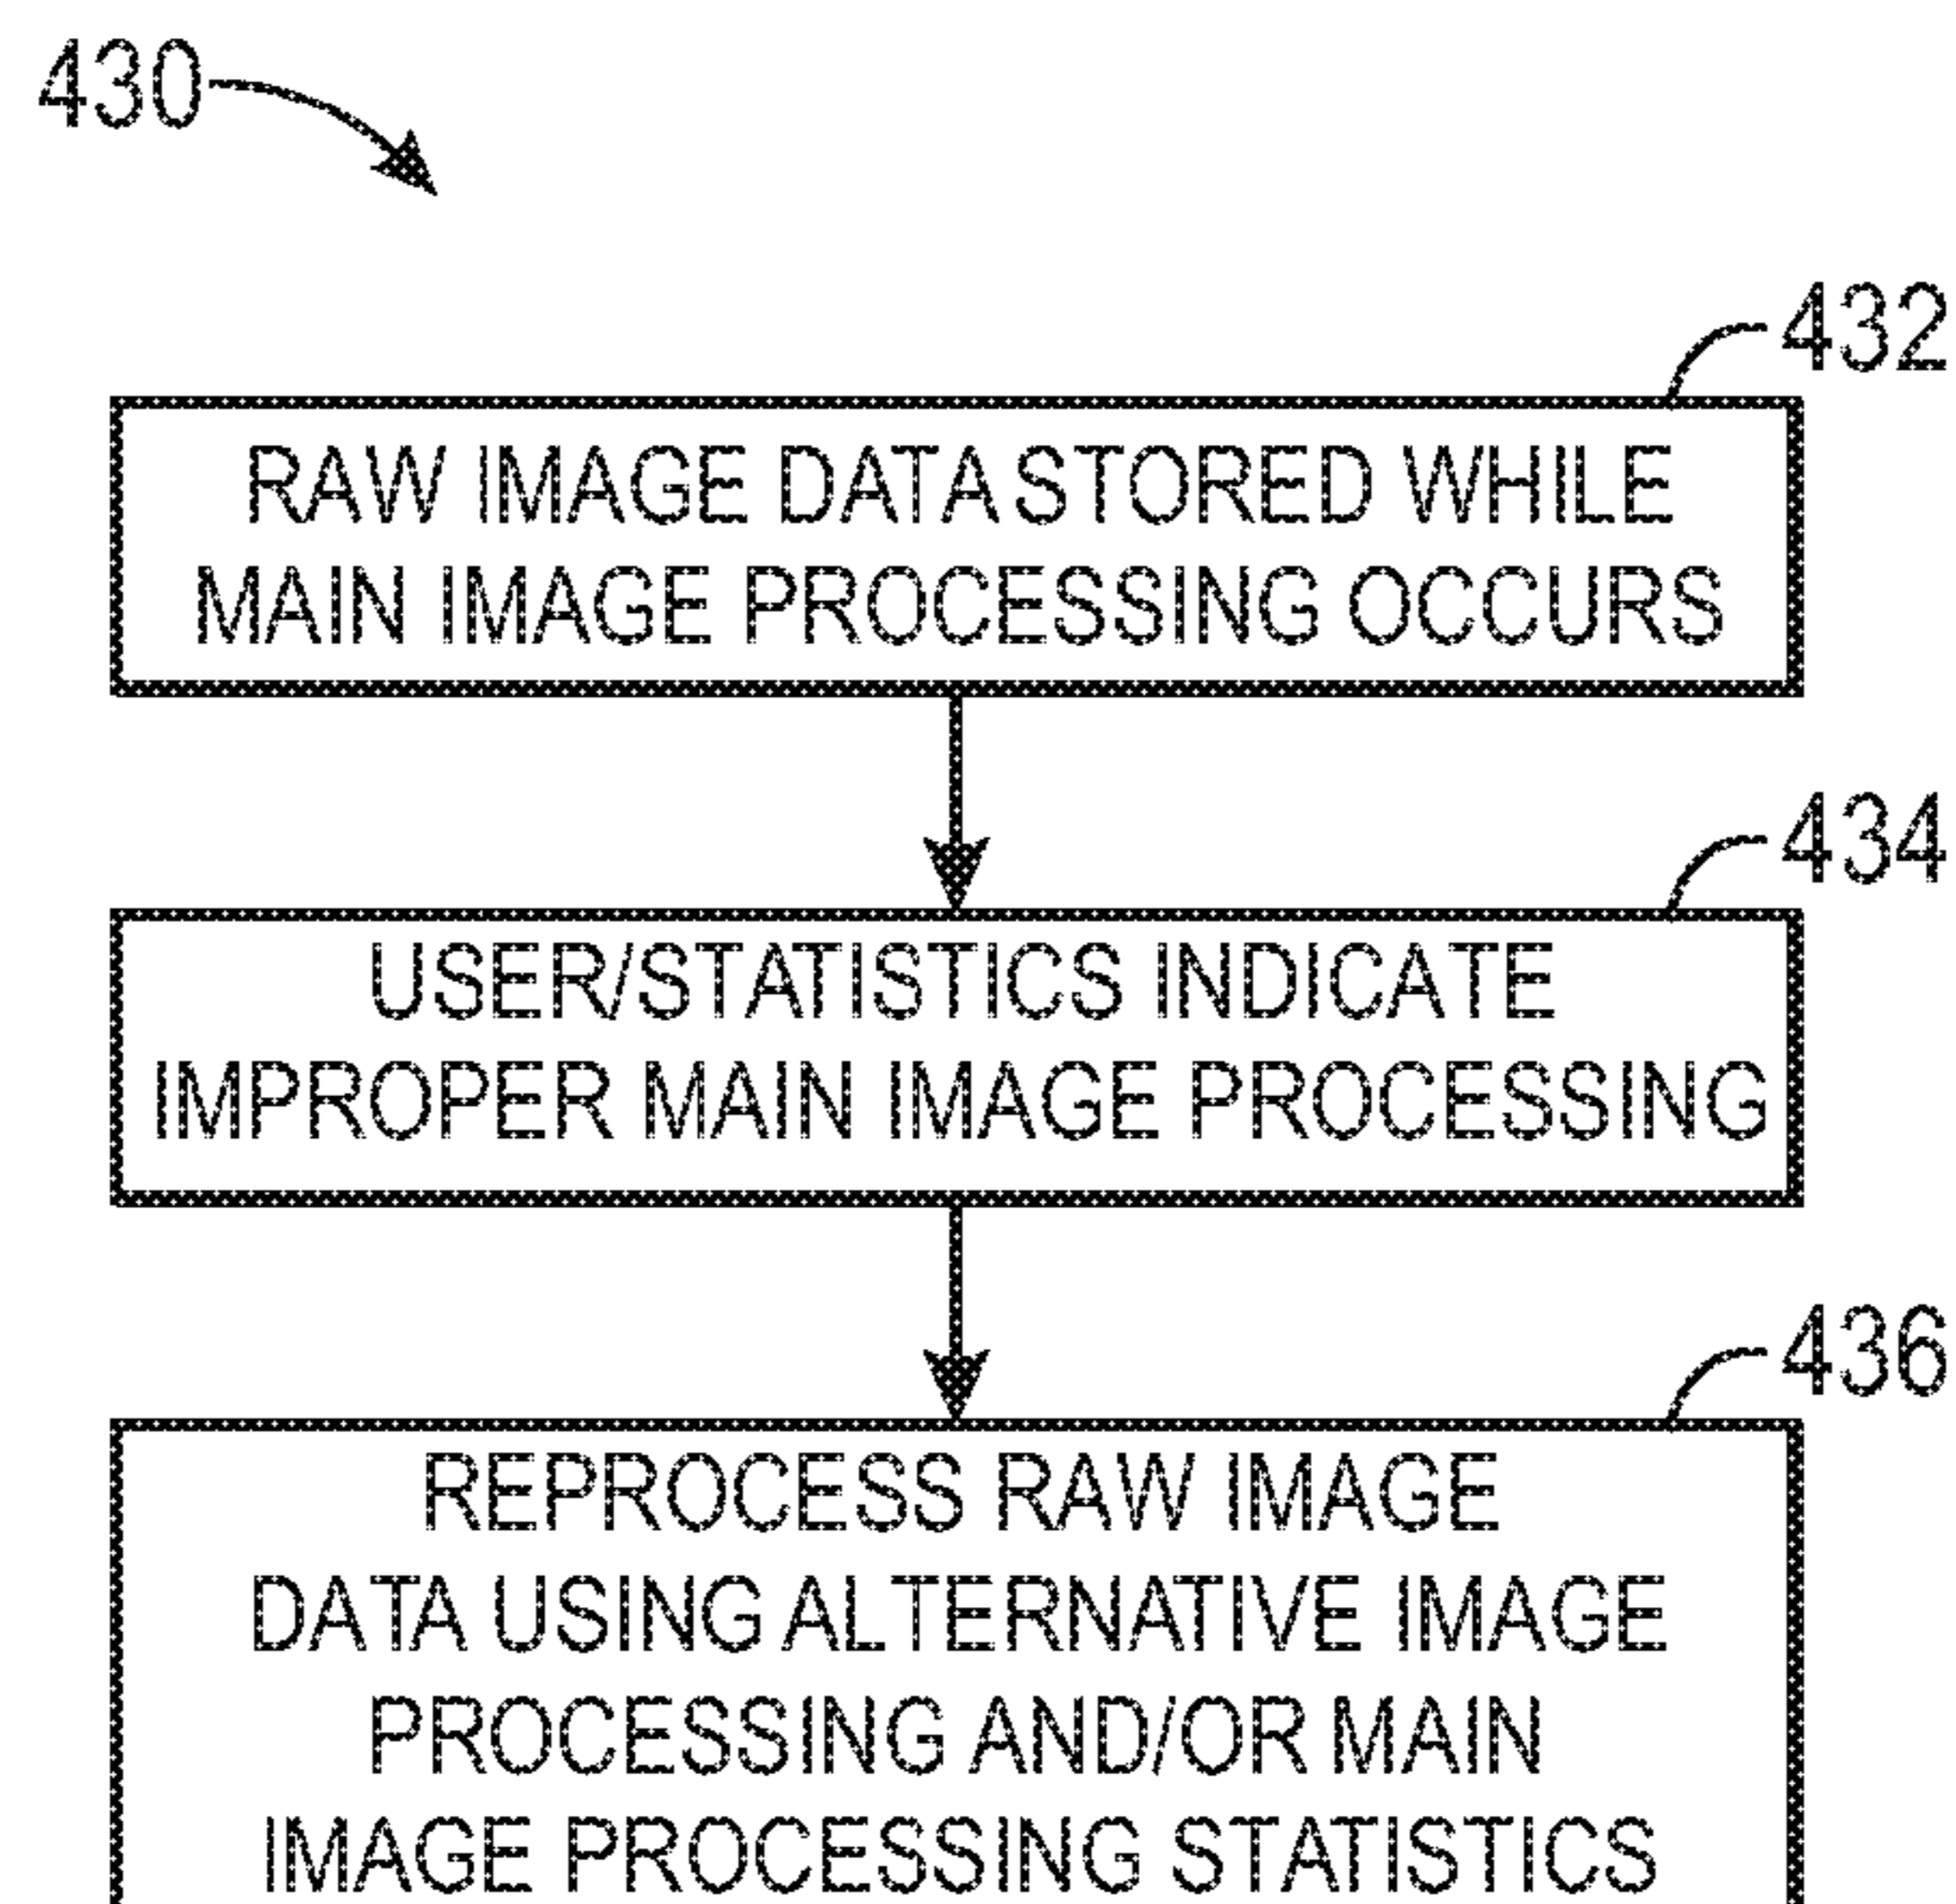 430
432
RAW IMAGE DATA STORED WHILE
MAIN IMAGE PROCESSING OCCURS
434
USER/STATISTICS INDICATE
IMPROPER MAIN IMAGE PROCESSING
436
REPROCESS RAW IMAGE
DATA USING ALTERNATIVE IMAGE
PROCESSING AND/OR MAIN
IMAGE PROCESSING STATISTICS